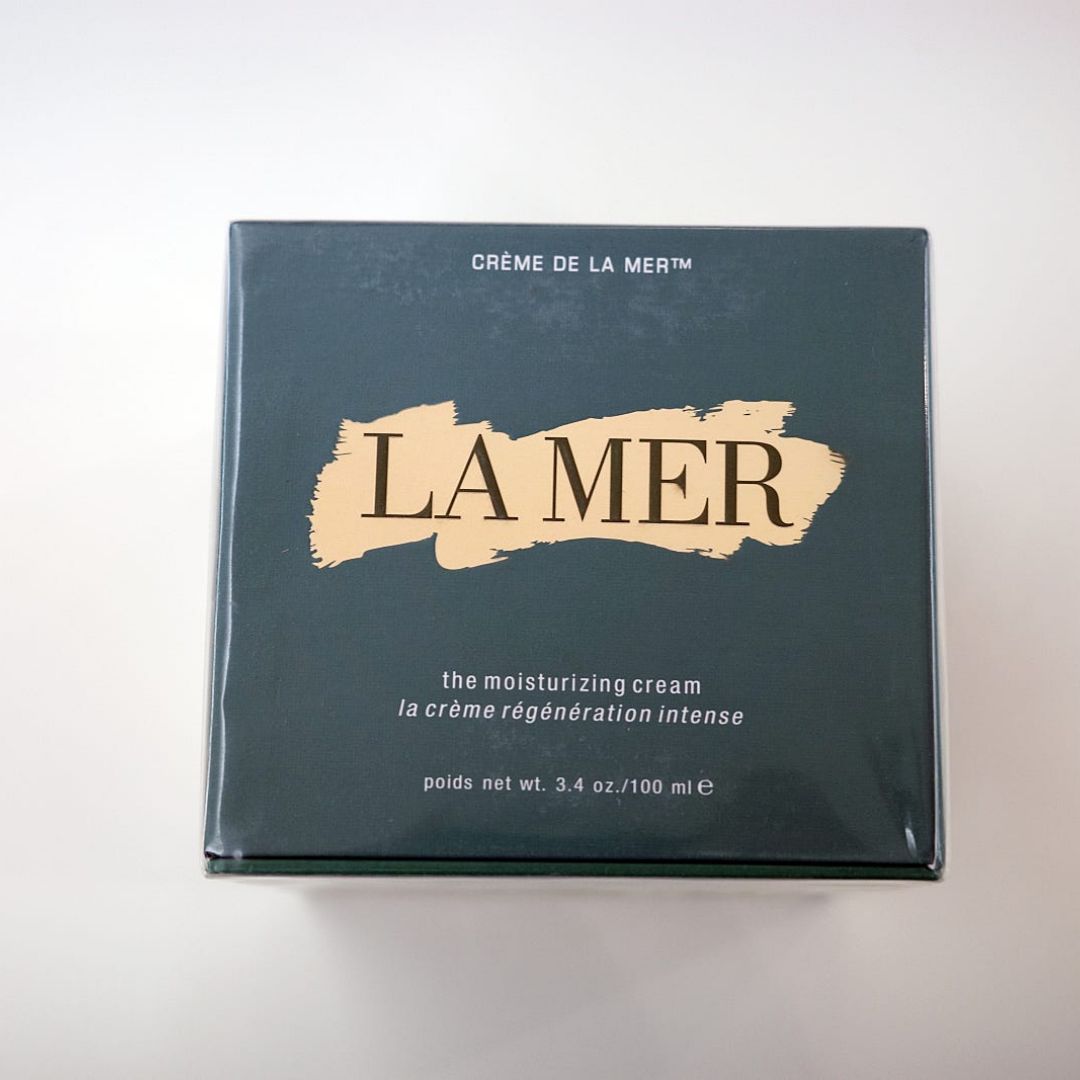 CRÈME DE LA MER™
LA MER
the moisturizing cream
la crème régénération intense
poids net wt. 3.4 oz./100 ml ℮